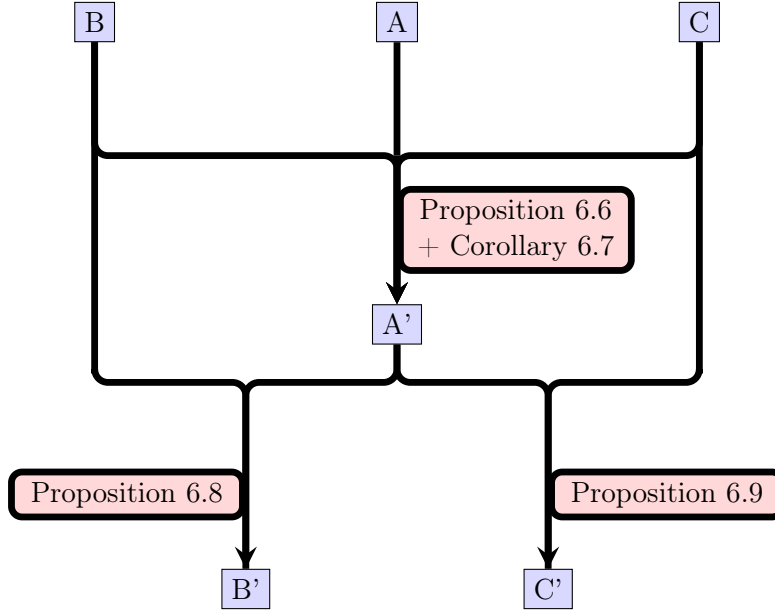 B
A
C
Proposition 6.6
+ Corollary 6.7
A'
Proposition 6.8
Proposition 6.9
B'
C'